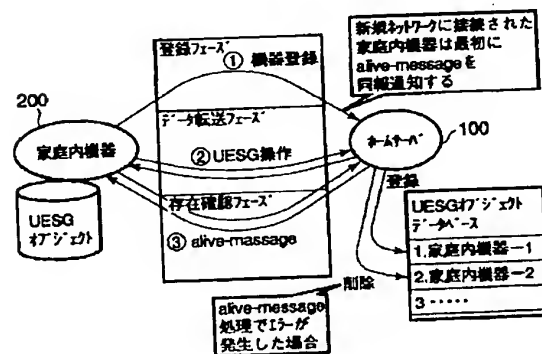 登録フェーズ
① 機器登録
新規ネットワークに接続された
家庭内機器は最初に
alive-messageを
同報通知する
200
データ転送フェーズ
家庭内機器
② UESG操作
ホームサーバ
100
UESG
オブジェクト
存在確認フェーズ
③ alive-massage
登録
UESGオブジェクト
データベース
1.家庭内機器ー1
2.家庭内機器ー2
3 ・・・・・
削除
alive-message
処理でエラーが
発生した場合